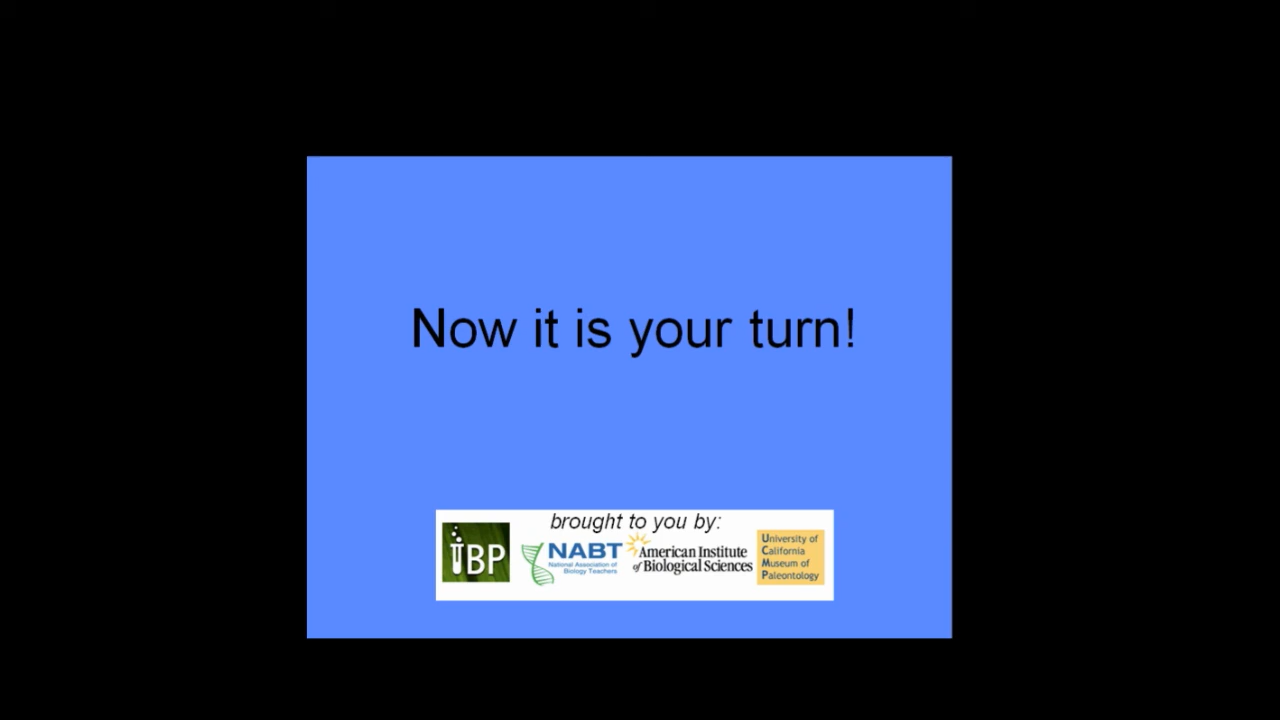 Now it is your turn!
brought to you by:
iBP
NABT
National Association of
Biology Teachers
American Institute
of Biological Sciences
University of
California
Museum of
Paleontology